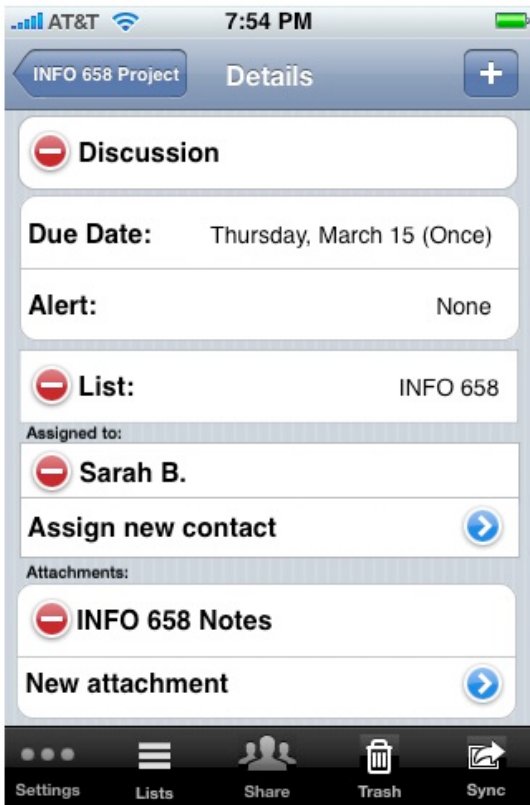 AT&T 7:54 PM
INFO 658 Project Details +
Discussion
Due Date: Thursday, March 15 (Once)
Alert: None
List: INFO 658
Assigned to:
Sarah B.
Assign new contact
Attachments:
INFO 658 Notes
New attachment
Settings Lists Share Trash Sync